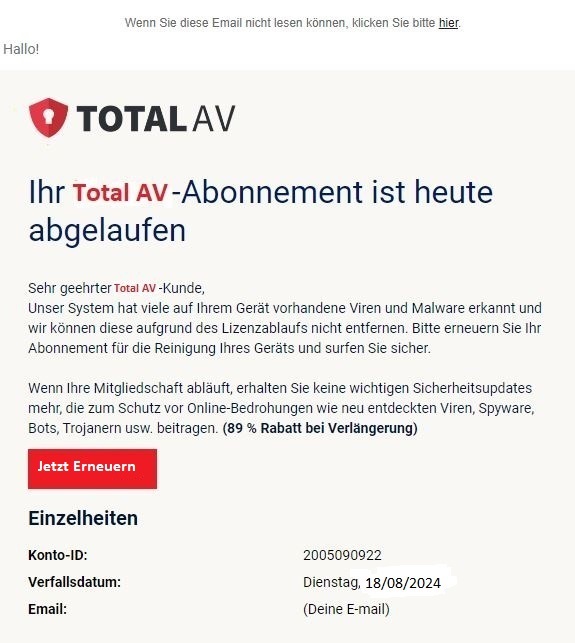 Wenn Sie diese Email nicht lesen können, klicken Sie bitte hier.
Hallo!
TOTAL AV
Ihr Total AV -Abonnement ist heute
abgelaufen
Sehr geehrter Total AV -Kunde,
Unser System hat viele auf Ihrem Gerät vorhandene Viren und Malware erkannt und
wir können diese aufgrund des Lizenzablaufs nicht entfernen. Bitte erneuern Sie Ihr
Abonnement für die Reinigung Ihres Geräts und surfen Sie sicher.
Wenn Ihre Mitgliedschaft abläuft, erhalten Sie keine wichtigen Sicherheitsupdates
mehr, die zum Schutz vor Online-Bedrohungen wie neu entdeckten Viren, Spyware,
Bots, Trojanern usw. beitragen. (89 % Rabatt bei Verlängerung)
Jetzt Erneuern
Einzelheiten
Konto-ID: 2005090922
Verfallsdatum: Dienstag, 18/08/2024
Email: (Deine E-mail)